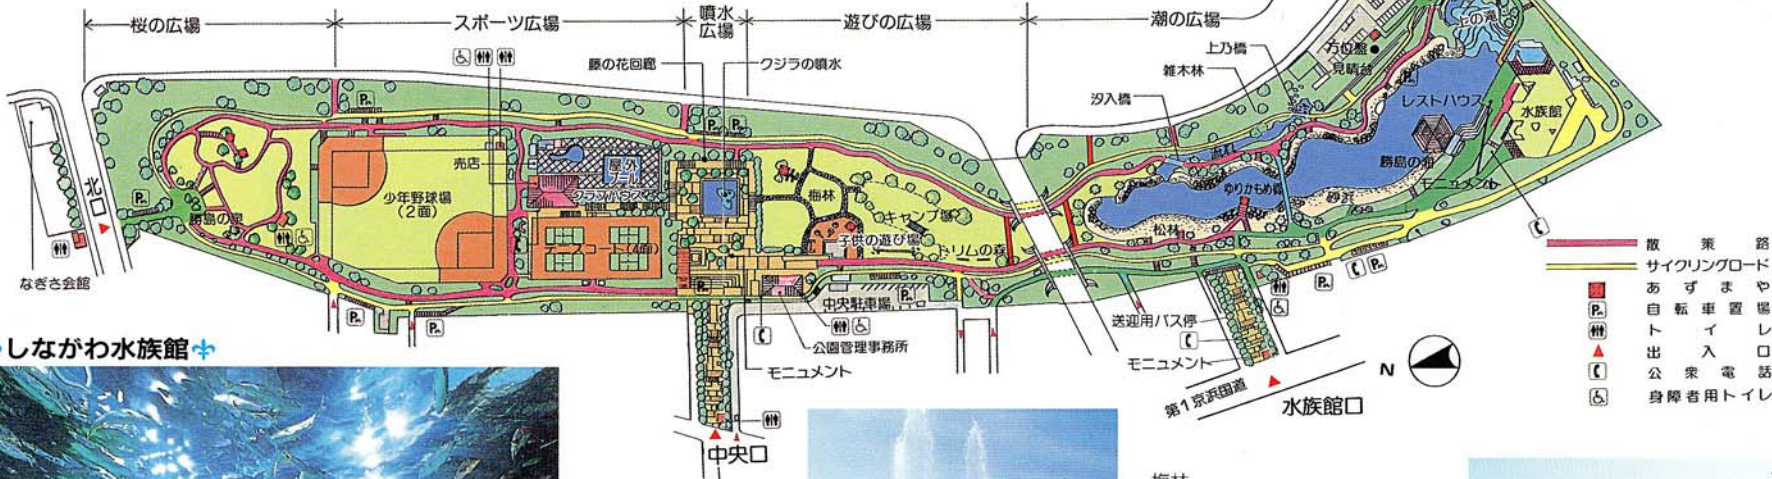 桜の広場
スポーツ広場
噴水
広場
遊びの広場
潮の広場
藤の花回廊
クジラの噴水
上乃橋
雑木林
汐入橋
上の滝
方位盤
見晴台
レストハウス
水族館
勝島の海
モニュメント
流れ
ゆりかもめ島
松林
北口
なぎさ会館
勝島の泉
少年野球場
(2面)
売店
屋外
プール
クラブハウス
テニスコート(4面)
梅林
キャンプ場
子供の遊び場
ドリムの森
中央駐車場
公園管理事務所
モニュメント
中央口
送迎用バス停
モニュメント
第1京浜国道
水族館口
N
散策路
サイクリングロード
あずまや
自転車置場
トイレ
出入口
公衆電話
身障者用トイレ
しながわ水族館